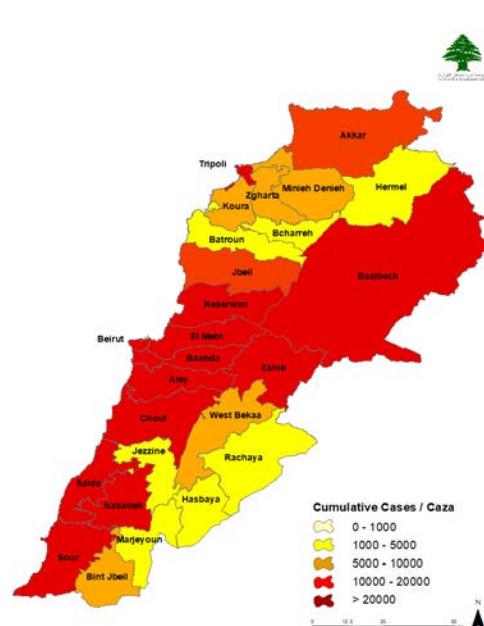 Akkar
Tripoli
Hermel
Zgharta
Minieh Denieh
Koura
Bcharreh
Batroun
Jbeil
Baalbeck
Keserwan
El Metn
Beirut
Baabda
Zahle
Aley
Chouf
West Bekaa
Jezzine
Rachaya
Saida
Hasbaya
Nabatieh
Marjeyoun
Sour
Bint Jbeil
Cumulative Cases / Caza
0 - 1000
1000 - 5000
5000 - 10000
10000 - 20000
> 20000
N
0